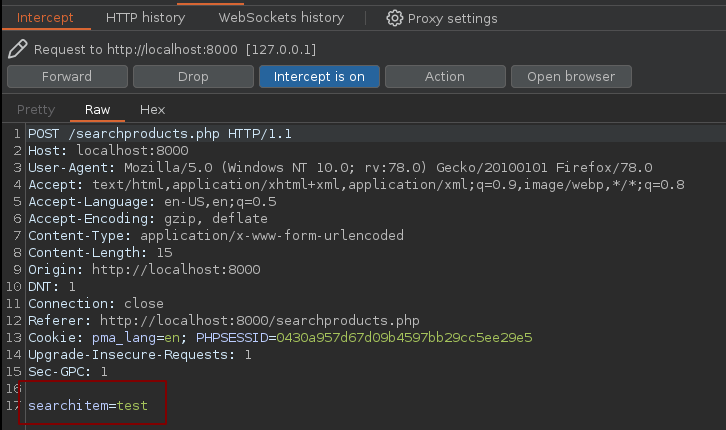 Intercept HTTP history WebSockets history Proxy settings
Request to http://localhost:8000 [127.0.0.1]
Forward Drop Intercept is on Action Open browser
Pretty Raw Hex
1 POST /searchproducts.php HTTP/1.1
2 Host: localhost:8000
3 User-Agent: Mozilla/5.0 (Windows NT 10.0; rv:78.0) Gecko/20100101 Firefox/78.0
4 Accept: text/html,application/xhtml+xml,application/xml;q=0.9,image/webp,*/*;q=0.8
5 Accept-Language: en-US,en;q=0.5
6 Accept-Encoding: gzip, deflate
7 Content-Type: application/x-www-form-urlencoded
8 Content-Length: 15
9 Origin: http://localhost:8000
10 DNT: 1
11 Connection: close
12 Referer: http://localhost:8000/searchproducts.php
13 Cookie: pma_lang=en; PHPSESSID=0430a957d67d09b4597bb29cc5ee29e5
14 Upgrade-Insecure-Requests: 1
15 Sec-GPC: 1
16
17 searchitem=test